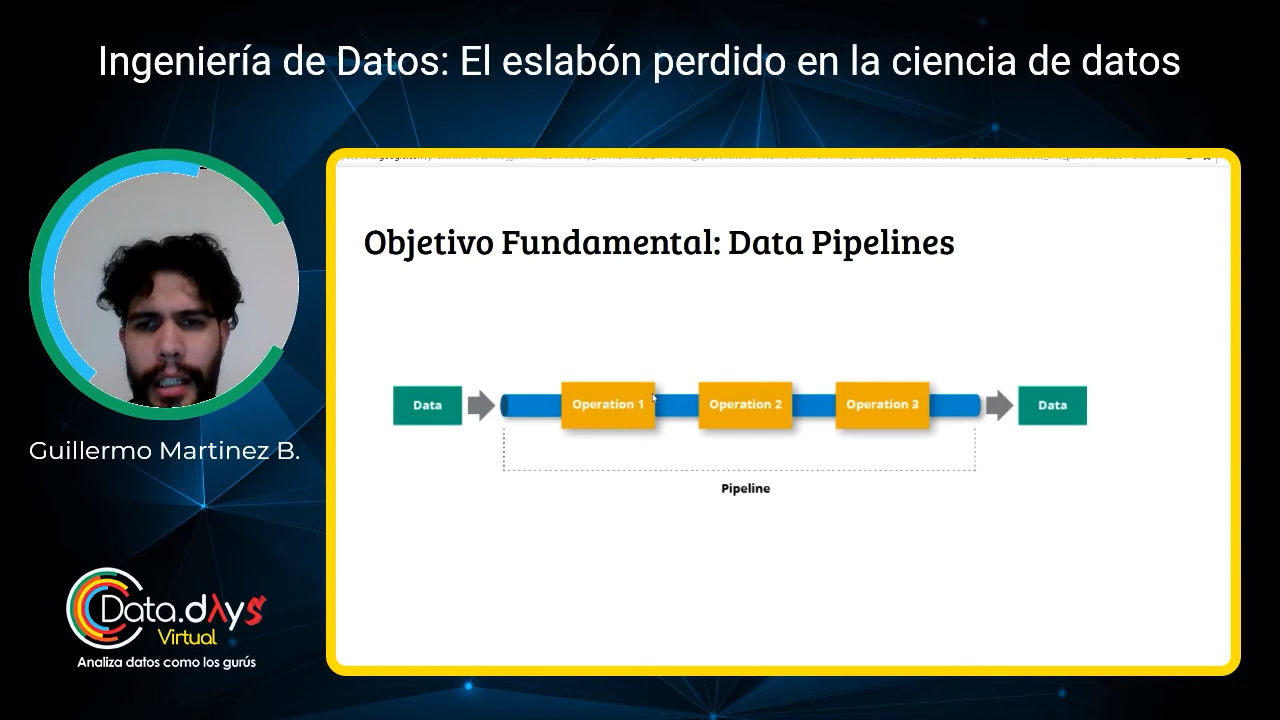 Ingeniería de Datos: El eslabón perdido en la ciencia de datos
Objetivo Fundamental: Data Pipelines
Data
Operation 1
Operation 2
Operation 3
Data
Pipeline
Guillermo Martinez B.
Data.dλys
Virtual
Analiza datos como los gurús